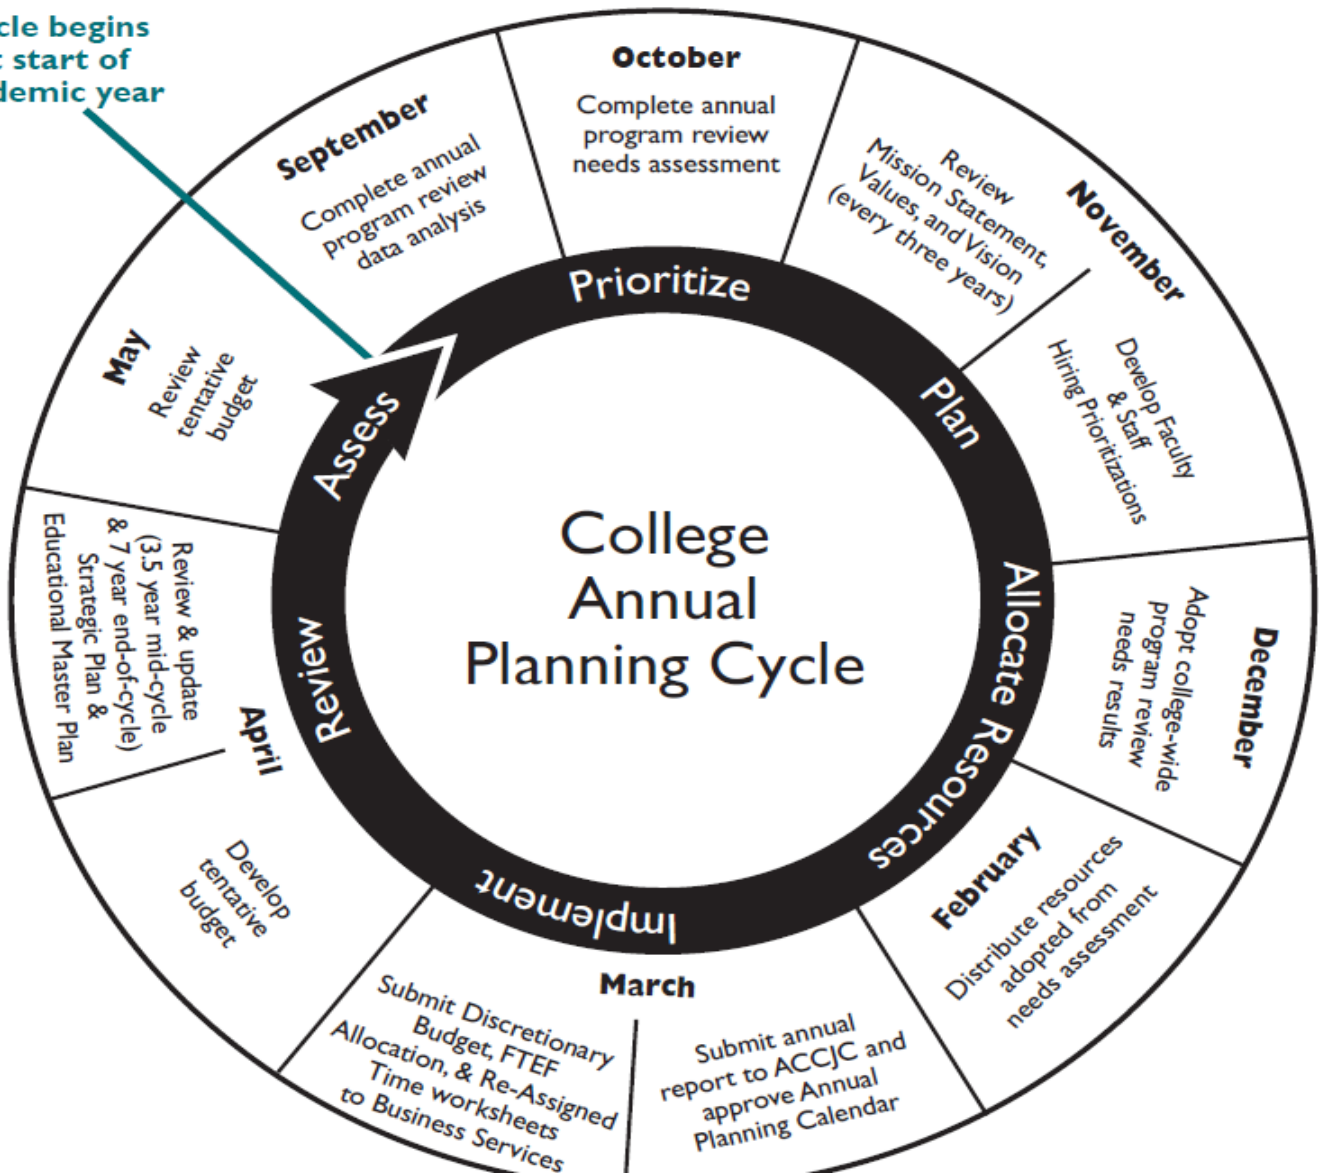 cle begins
t start of
demic year
September
Complete annual
program review
data analysis
October
Complete annual
program review
needs assessment
November
Review
Mission Statement,
Values, and Vision
(every three years)
Develop Faculty
& Staff
Hiring Prioritizations
December
Adopt college-wide
program review
needs results
February
Distribute resources
adopted from
needs assessment
March
Submit annual
report to ACCJC and
approve Annual
Planning Calendar
Submit Discretionary
Budget, FTEF
Allocation, & Re-Assigned
Time worksheets
to Business Services
April
Develop
tentative
budget
Review & update
(3.5 year mid-cycle
& 7 year end-of-cycle)
Strategic Plan &
Educational Master Plan
May
Review
tentative
budget
Assess
Prioritize
Plan
Allocate Resources
Implement
Review
College
Annual
Planning Cycle